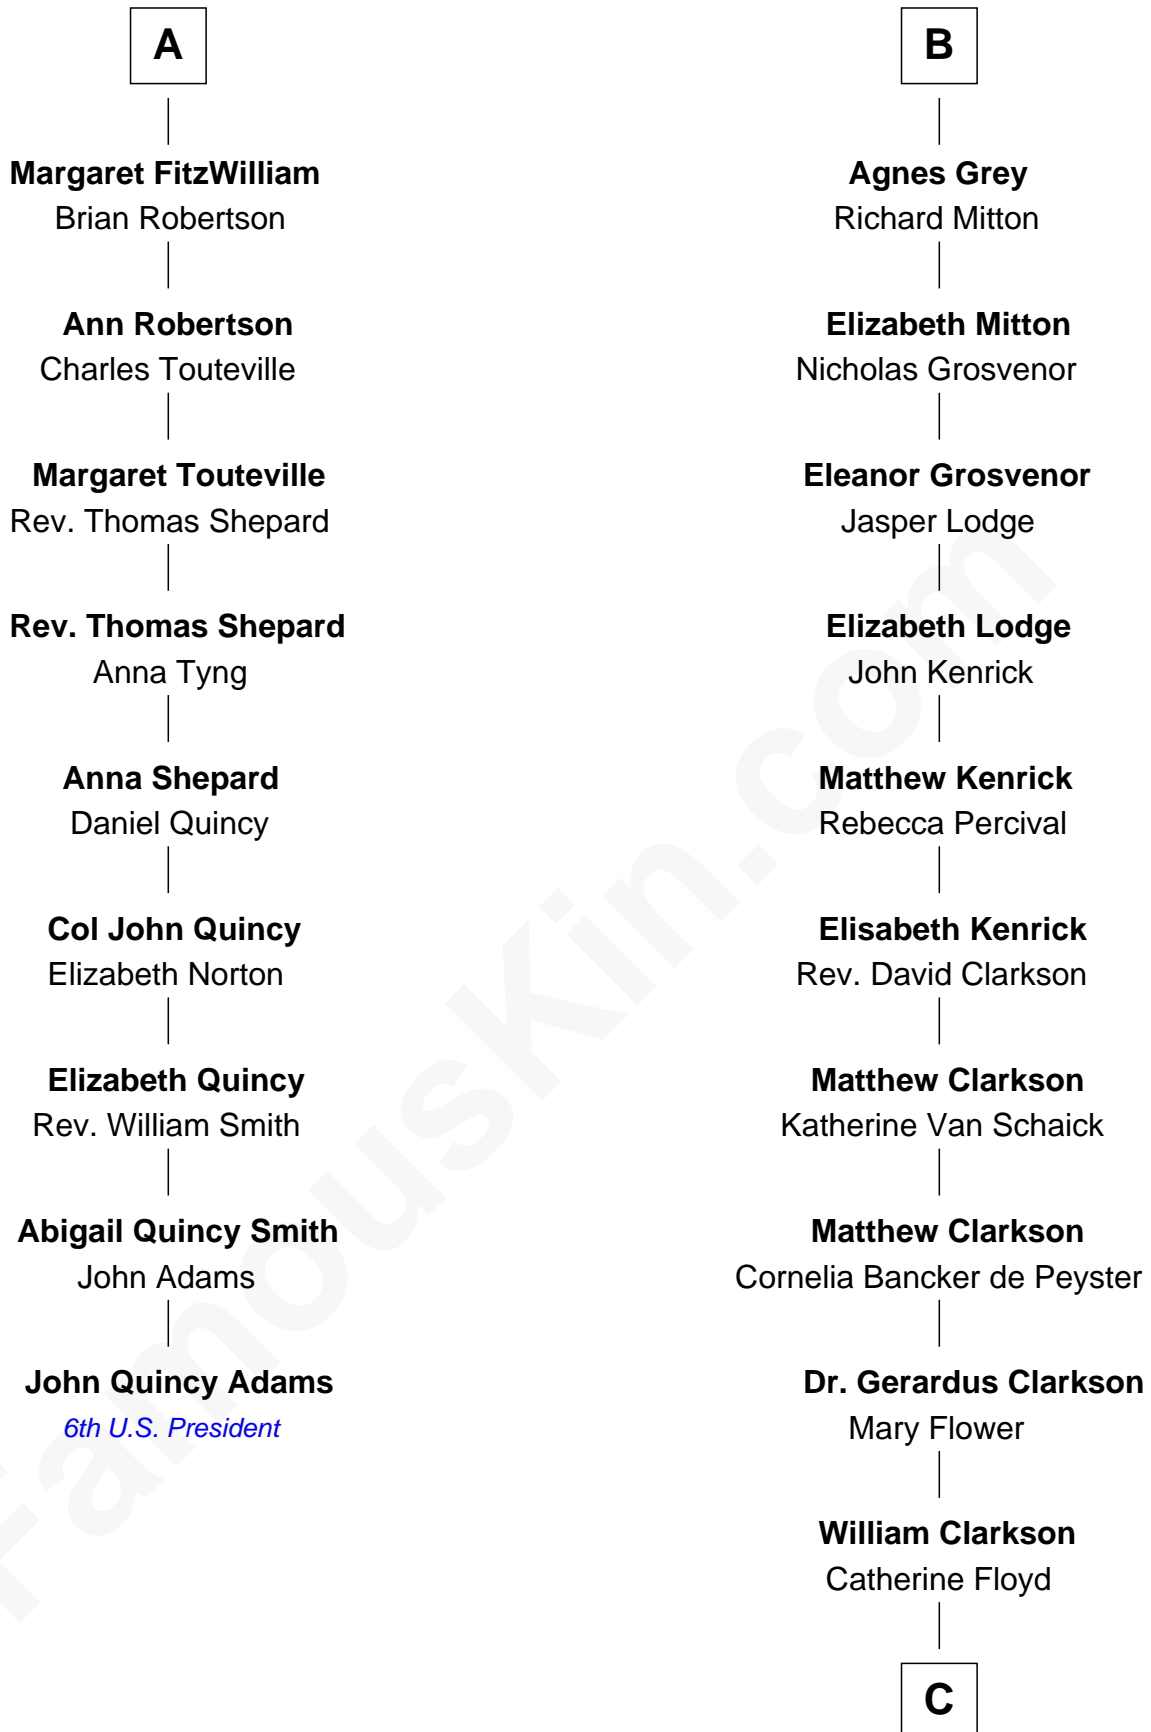 A
Margaret FitzWilliam
Brian Robertson
Ann Robertson
Charles Touteville
Margaret Touteville
Rev. Thomas Shepard
Rev. Thomas Shepard
Anna Tyng
Anna Shepard
Daniel Quincy
Col John Quincy
Elizabeth Norton
Elizabeth Quincy
Rev. William Smith
Abigail Quincy Smith
John Adams
John Quincy Adams
6th U.S. President
B
Agnes Grey
Richard Mitton
Elizabeth Mitton
Nicholas Grosvenor
Eleanor Grosvenor
Jasper Lodge
Elizabeth Lodge
John Kenrick
Matthew Kenrick
Rebecca Percival
Elisabeth Kenrick
Rev. David Clarkson
Matthew Clarkson
Katherine Van Schaick
Matthew Clarkson
Cornelia Bancker de Peyster
Dr. Gerardus Clarkson
Mary Flower
William Clarkson
Catherine Floyd
C
FamousKin.com